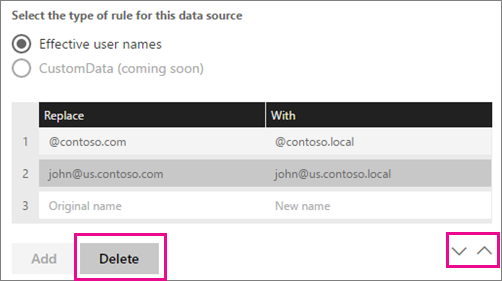 Select the type of rule for this data source
Effective user names
CustomData (coming soon)
Replace With
1 @contoso.com @contoso.local
2 john@us.contoso.com john@us.contoso.local
3 Original name New name
Add Delete